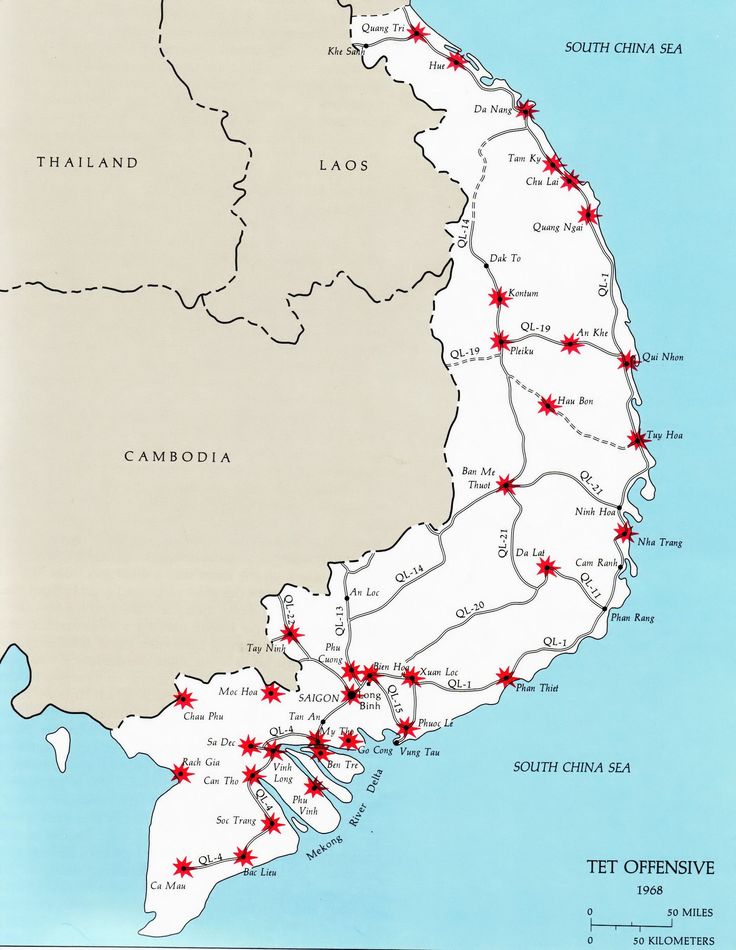 Quang Tri
Khe Sanh
SOUTH CHINA SEA
Hue
Da Nang
THAILAND
LAOS
Tam Ky
Chu Lai
Quang Ngai
QL-14
Dak To
QL-1
Kontum
QL-19
An Khe
QL-19
Pleiku
Qui Nhon
Hau Bon
Tuy Hoa
CAMBODIA
Ban Me
Thuot
QL-21
Ninh Hoa
Nha Trang
QL-21
Da Lat
Cam Ranh
QL-14
QL-11
An Loc
QL-22
QL-13
QL-20
Phan Rang
Tay Ninh
Phu
Cuong
QL-1
Bien Hoa
Xuan Loc
QL-1
Phan Thiet
Moc Hoa
SAIGON
Long
Binh
QL-15
Chau Phu
Tan An
Phuoc Le
QL-4
My Tho
Sa Dec
Go Cong
Vung Tau
Rach Gia
Vinh
Long
Ben Tre
Can Tho
SOUTH CHINA SEA
Phu
Vinh
QL-4
Mekong River Delta
Soc Trang
QL-4
Ca Mau
Bac Lieu
TET OFFENSIVE
1968
0 50 MILES
0 50 KILOMETERS